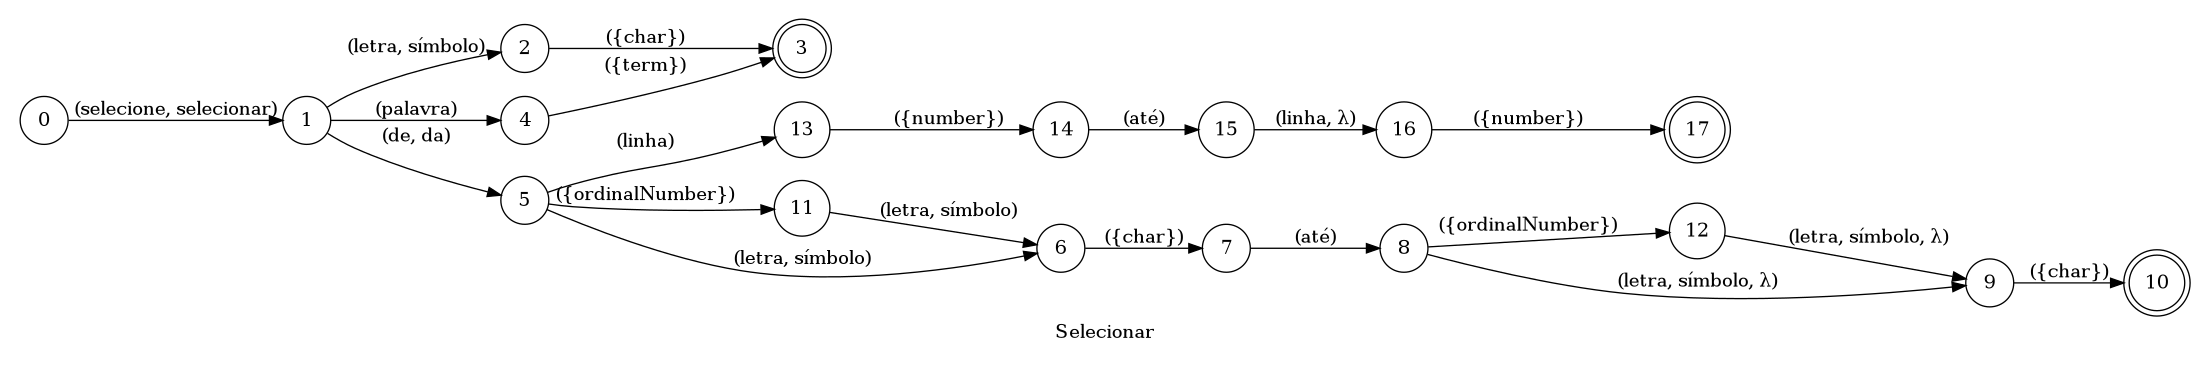 (letra, símbolo)
2
({char})
3
({term})
0
(selecione, selecionar)
1
(palavra)
4
(de, da)
(linha)
13
({number})
14
(até)
15
(linha, λ)
16
({number})
17
5
({ordinalNumber})
11
(letra, símbolo)
(letra, símbolo)
6
({char})
7
(até)
8
({ordinalNumber})
12
(letra, símbolo, λ)
(letra, símbolo, λ)
9
({char})
10
Selecionar